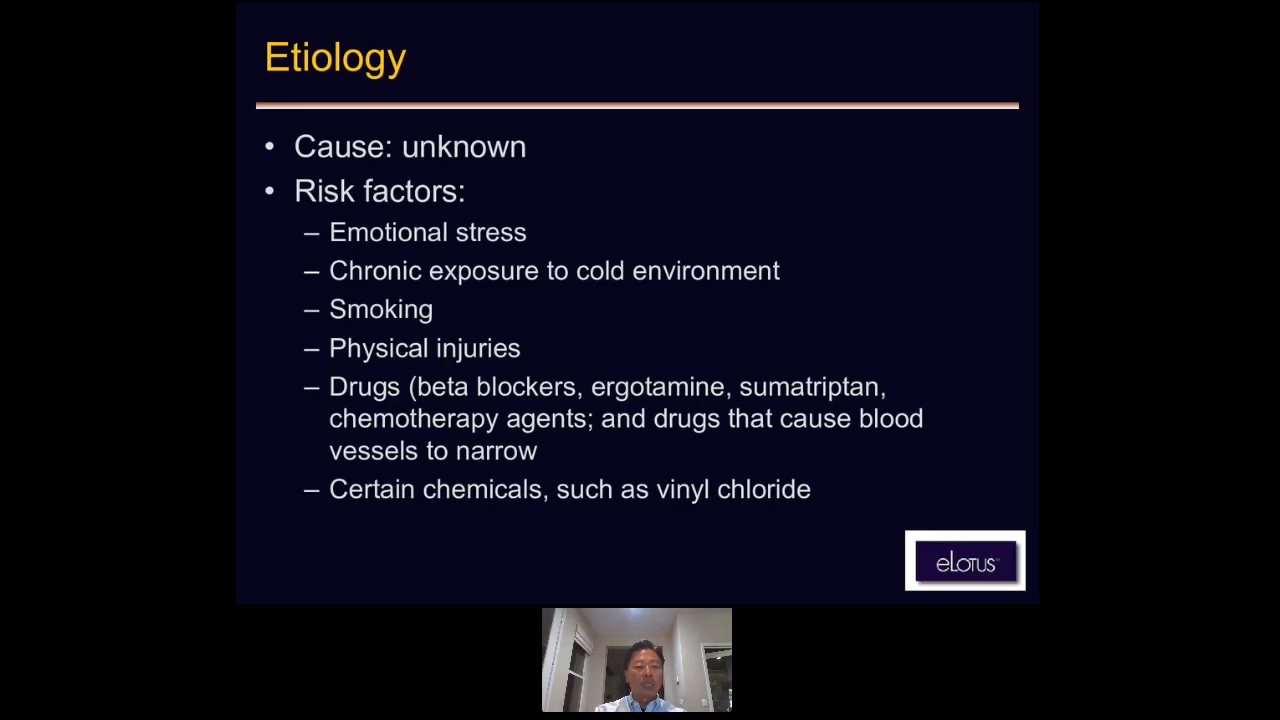 Etiology
• Cause: unknown
• Risk factors:
– Emotional stress
– Chronic exposure to cold environment
– Smoking
– Physical injuries
– Drugs (beta blockers, ergotamine, sumatriptan,
chemotherapy agents; and drugs that cause blood
vessels to narrow
– Certain chemicals, such as vinyl chloride
eLOTUS